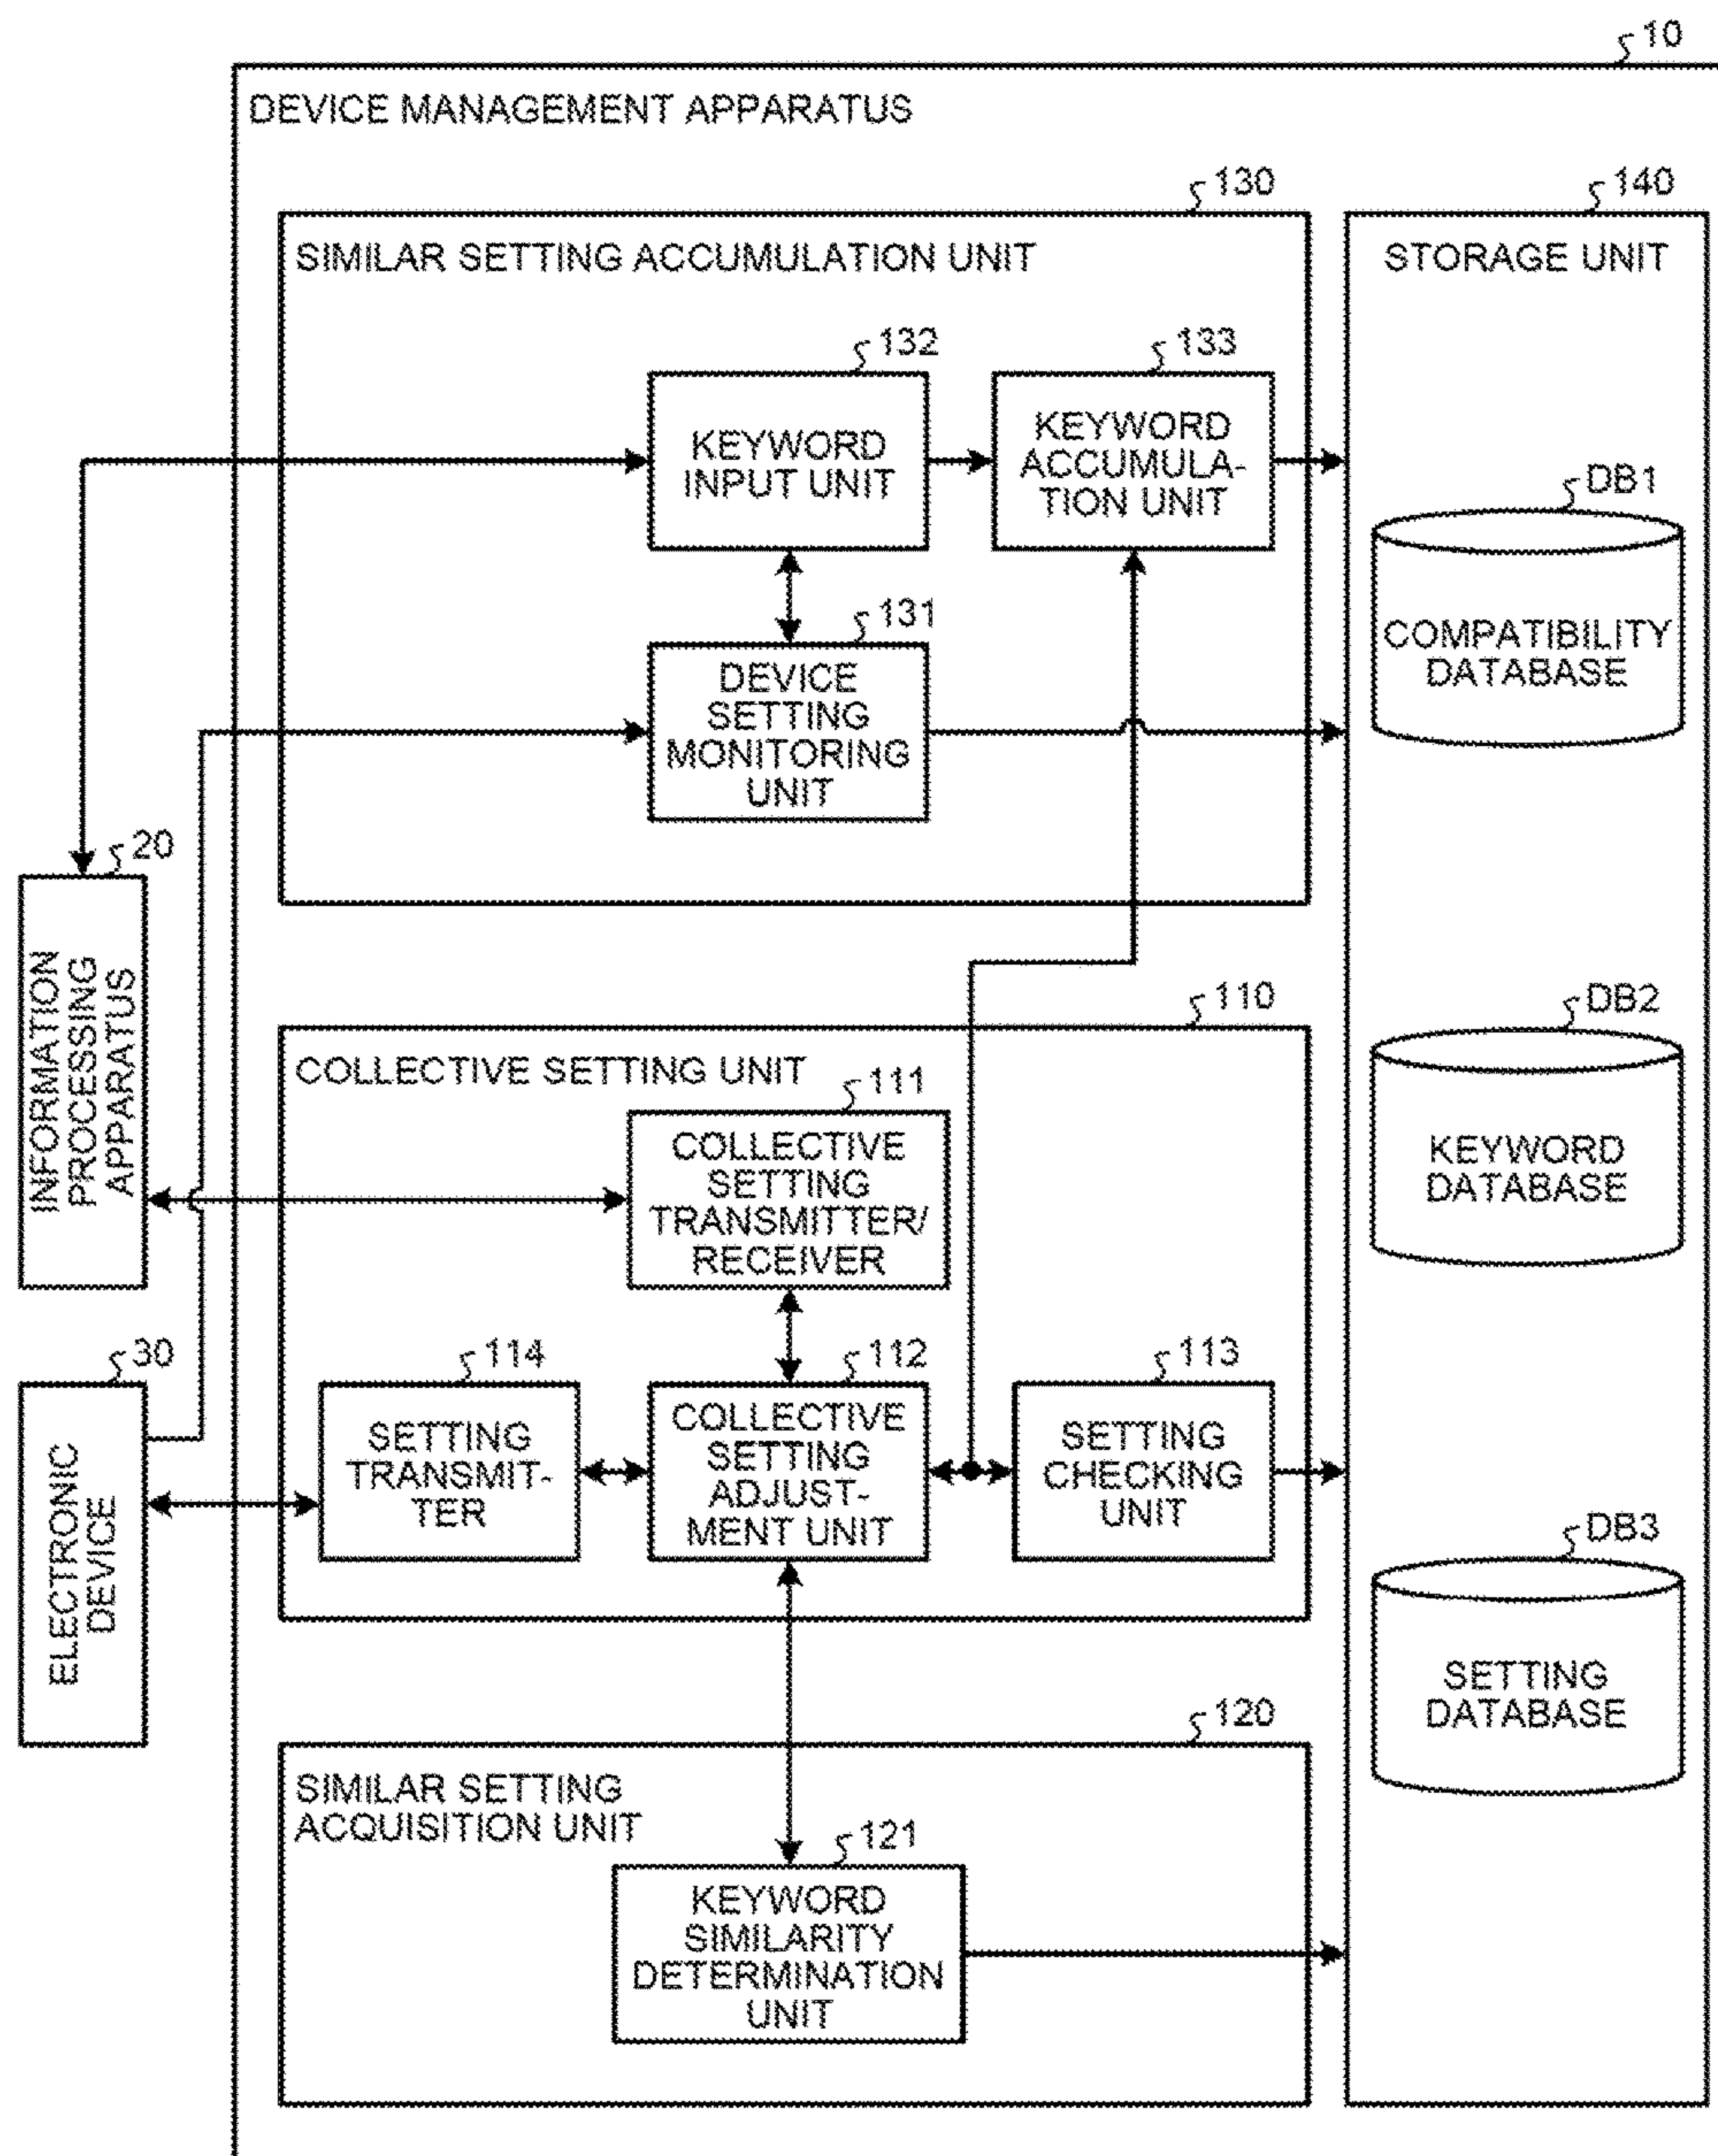 10
DEVICE MANAGEMENT APPARATUS
130
140
SIMILAR SETTING ACCUMULATION UNIT
STORAGE UNIT
132
133
KEYWORD
INPUT UNIT
KEYWORD
ACCUMULA-
TION UNIT
DB1
COMPATIBILITY
DATABASE
131
DEVICE
SETTING
MONITORING
UNIT
20
INFORMATION
PROCESSING
APPARATUS
110
DB2
COLLECTIVE SETTING UNIT
111
COLLECTIVE
SETTING
TRANSMITTER/
RECEIVER
KEYWORD
DATABASE
30
114
112
113
ELECTRONIC
DEVICE
SETTING
TRANSMIT-
TER
COLLECTIVE
SETTING
ADJUST-
MENT UNIT
SETTING
CHECKING
UNIT
DB3
SETTING
DATABASE
120
SIMILAR SETTING
ACQUISITION UNIT
121
KEYWORD
SIMILARITY
DETERMINATION
UNIT